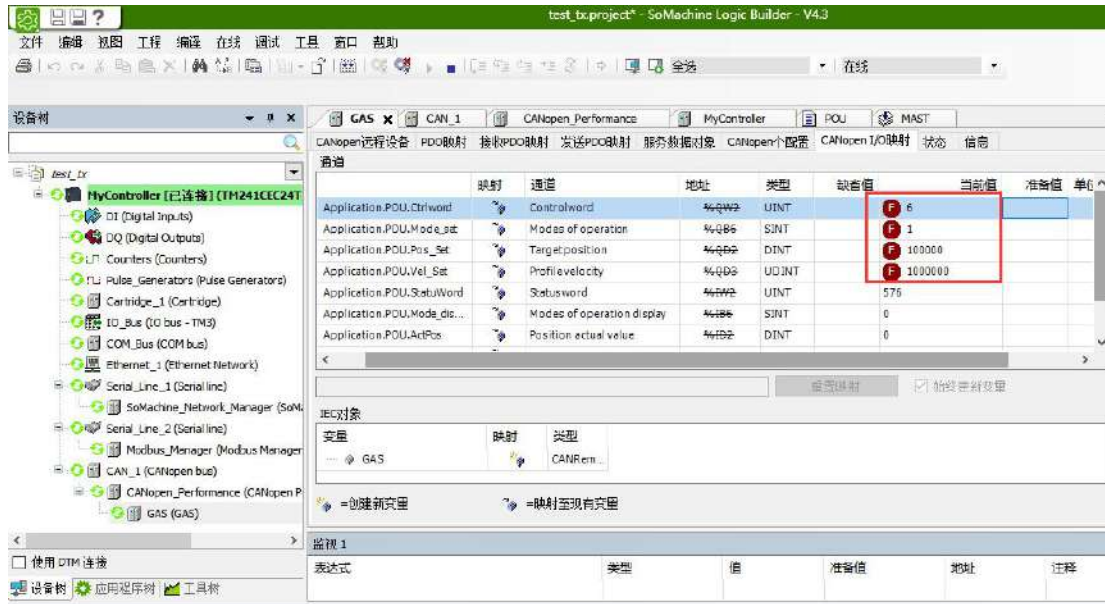 test_tx.project* - SoMachine Logic Builder - V4.3
文件 编辑 视图 工程 编译 在线 调试 工具 窗口 帮助
全选 在线
设备树
GAS CAN_1 CANopen_Performance MyController POU MAST
CANopen远程设备 PDO映射 接收PDO映射 发送PDO映射 服务数据对象 CANopen个配置 CANopen I/O映射 状态 信息
通道
映射 通道 地址 类型 缺省值 当前值 准备值
Application.POU.Ctrlword Controlword %QW2 UINT F 6
Application.POU.Mode_set Modes of operation %QB6 SINT F 1
Application.POU.Pos_Set Targetposition %QD2 DINT F 100000
Application.POU.Vel_Set Profilevelocity %QD3 UDINT F 1000000
Application.POU.StatuWord Statusword %IW2 UINT 576
Application.POU.Mode_dis... Modes of operation display %IB6 SINT 0
Application.POU.ActPos Position actual value %ID2 DINT 0
重置映射 始终更新变量
IEC对象
变量 映射 类型
GAS CANRem...
=创建新变量 =映射至现有变量
监视 1
表达式 类型 值 准备值 地址 注释
test_tx
MyController [已连接] (TM241CEC24T
DI (Digital Inputs)
DQ (Digital Outputs)
Counters (Counters)
Pulse_Generators (Pulse Generators)
Cartridge_1 (Cartridge)
IO_Bus (IO bus - TM3)
COM_Bus (COM bus)
Ethernet_1 (Ethernet Network)
Serial_Line_1 (Serial line)
SoMachine_Network_Manager (SoMa
Serial_Line_2 (Serial line)
Modbus_Manager (Modbus Manager
CAN_1 (CANopen bus)
CANopen_Performance (CANopen P
GAS (GAS)
使用 DTM 连接
设备树 应用程序树 工具树